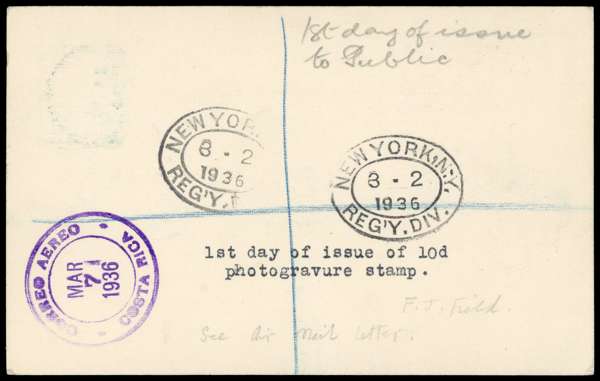 1st day of issue
to Public
NEW YOR
8 - 2
1936
REG'Y.
NEW YORK, N.Y.
8 - 2
1936
REG'Y. DIV.
CORREO AEREO
MAR
7
1936
COSTA RICA
1st day of issue of 10d
photogravure stamp.
F. J. Field.
See Air Mail Letter.